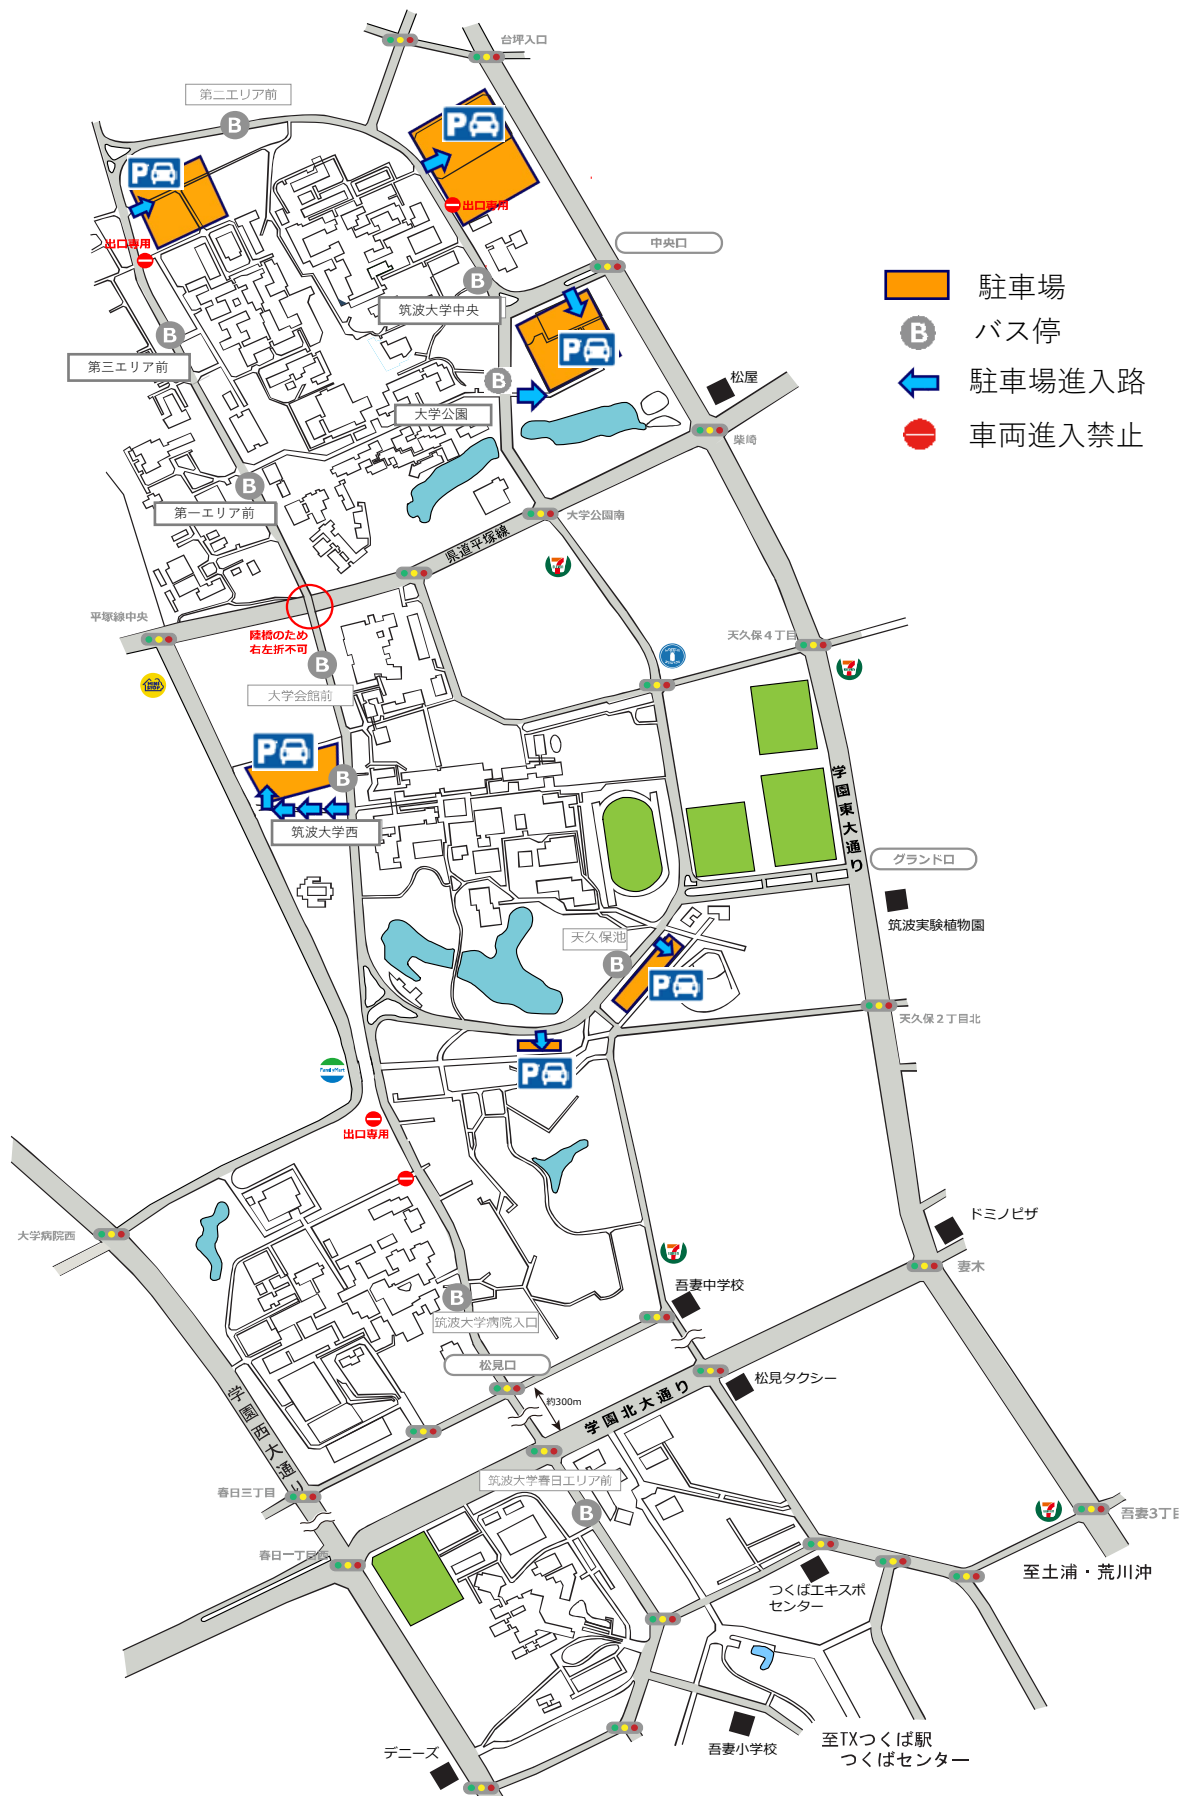 台坪入口
第二エリア前
B
P
P
出口専用
出口専用
中央口
B
筑波大学中央
駐車場
B
バス停
B
第三エリア前
P
B
駐車場進入路
松屋
大学公園
車両進入禁止
柴崎
B
第一エリア前
大学公園南
県道平塚線
7
平塚線中央
陸橋のため
右左折不可
天久保4丁目
B
大学会館前
7
MINI
STOP
P
B
学園東大通り
筑波大学西
グランド口
筑波実験植物園
天久保池
B
P
天久保2丁目北
FamilyMart
P
出口専用
大学病院西
ドミノピザ
7
妻木
吾妻中学校
B
筑波大学病院入口
松見口
松見タクシー
約300m
学園北大通り
学園西大通り
筑波大学春日エリア前
春日三丁目
B
7
吾妻3丁目
春日一丁目西
至土浦・荒川沖
つくばエキスポ
センター
至TXつくば駅
つくばセンター
吾妻小学校
デニーズ